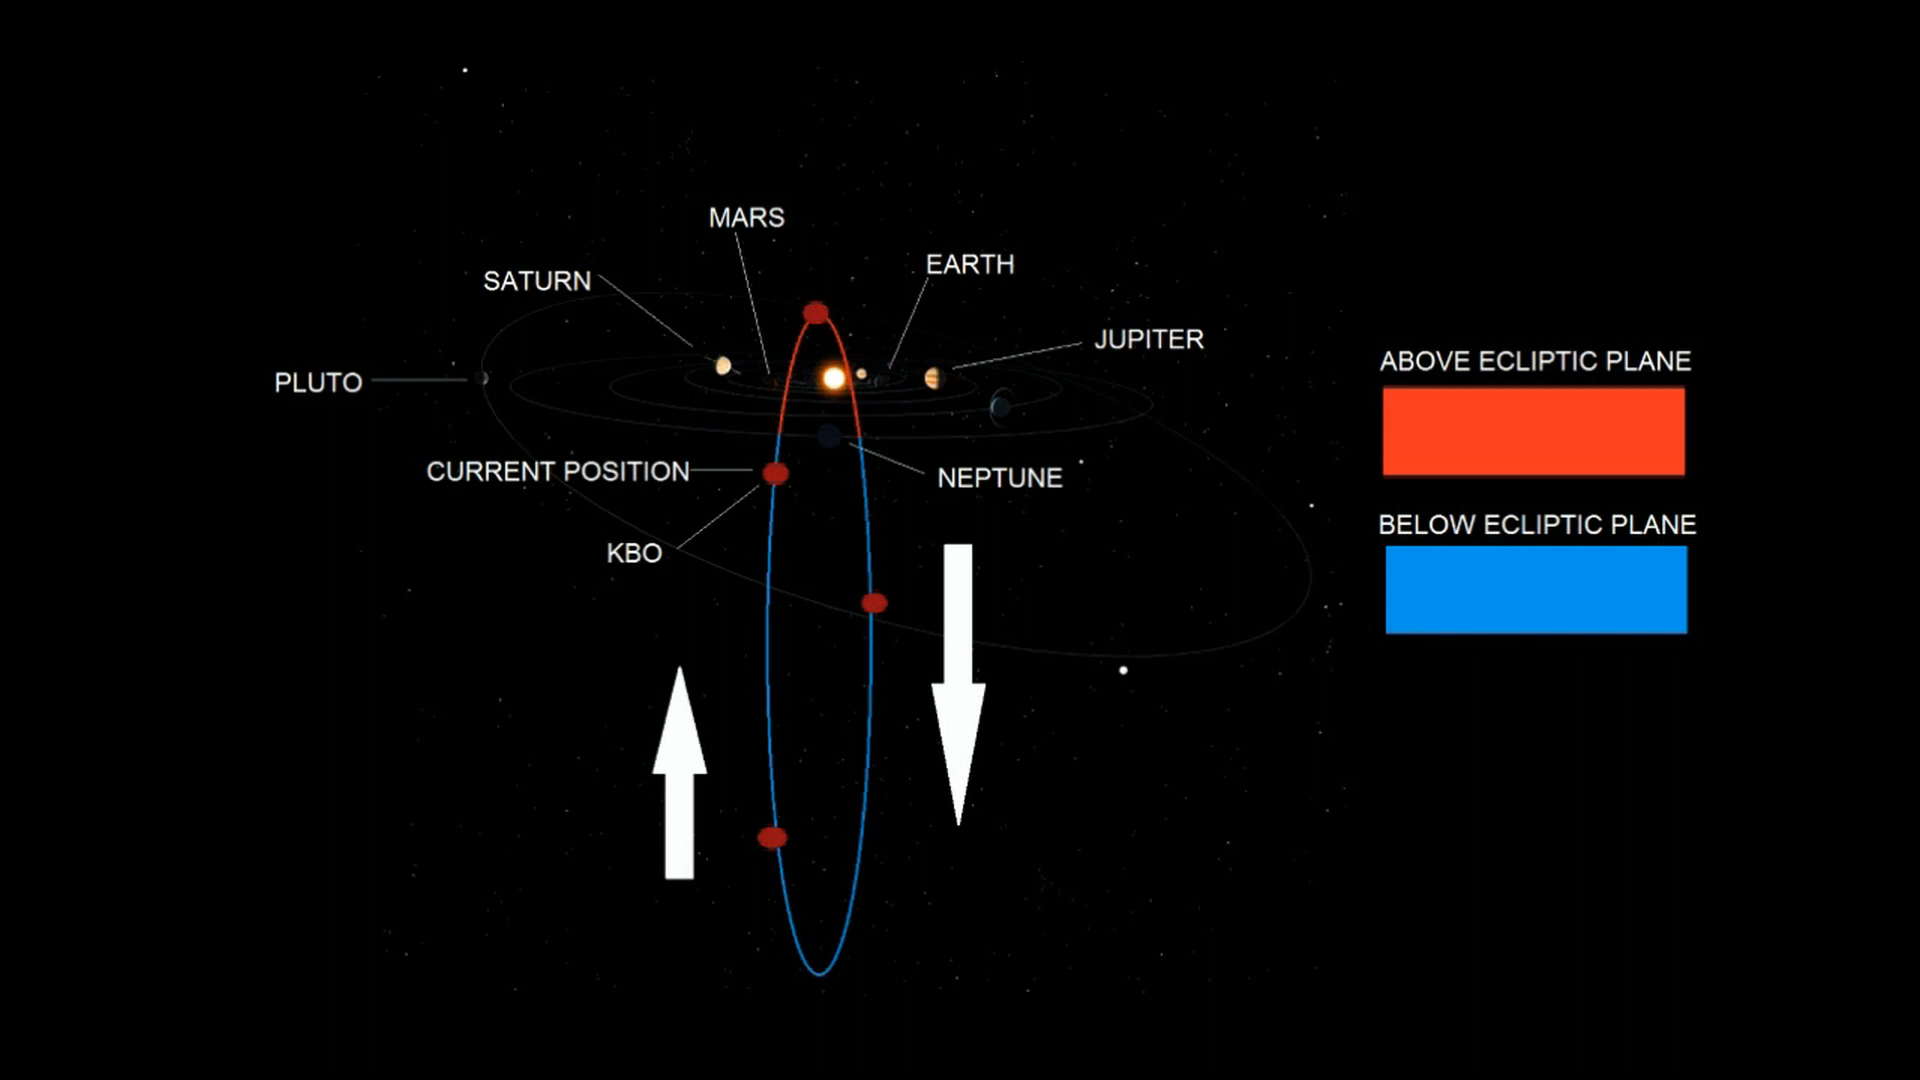 MARS
EARTH
SATURN
JUPITER
PLUTO
ABOVE ECLIPTIC PLANE
CURRENT POSITION
NEPTUNE
BELOW ECLIPTIC PLANE
KBO